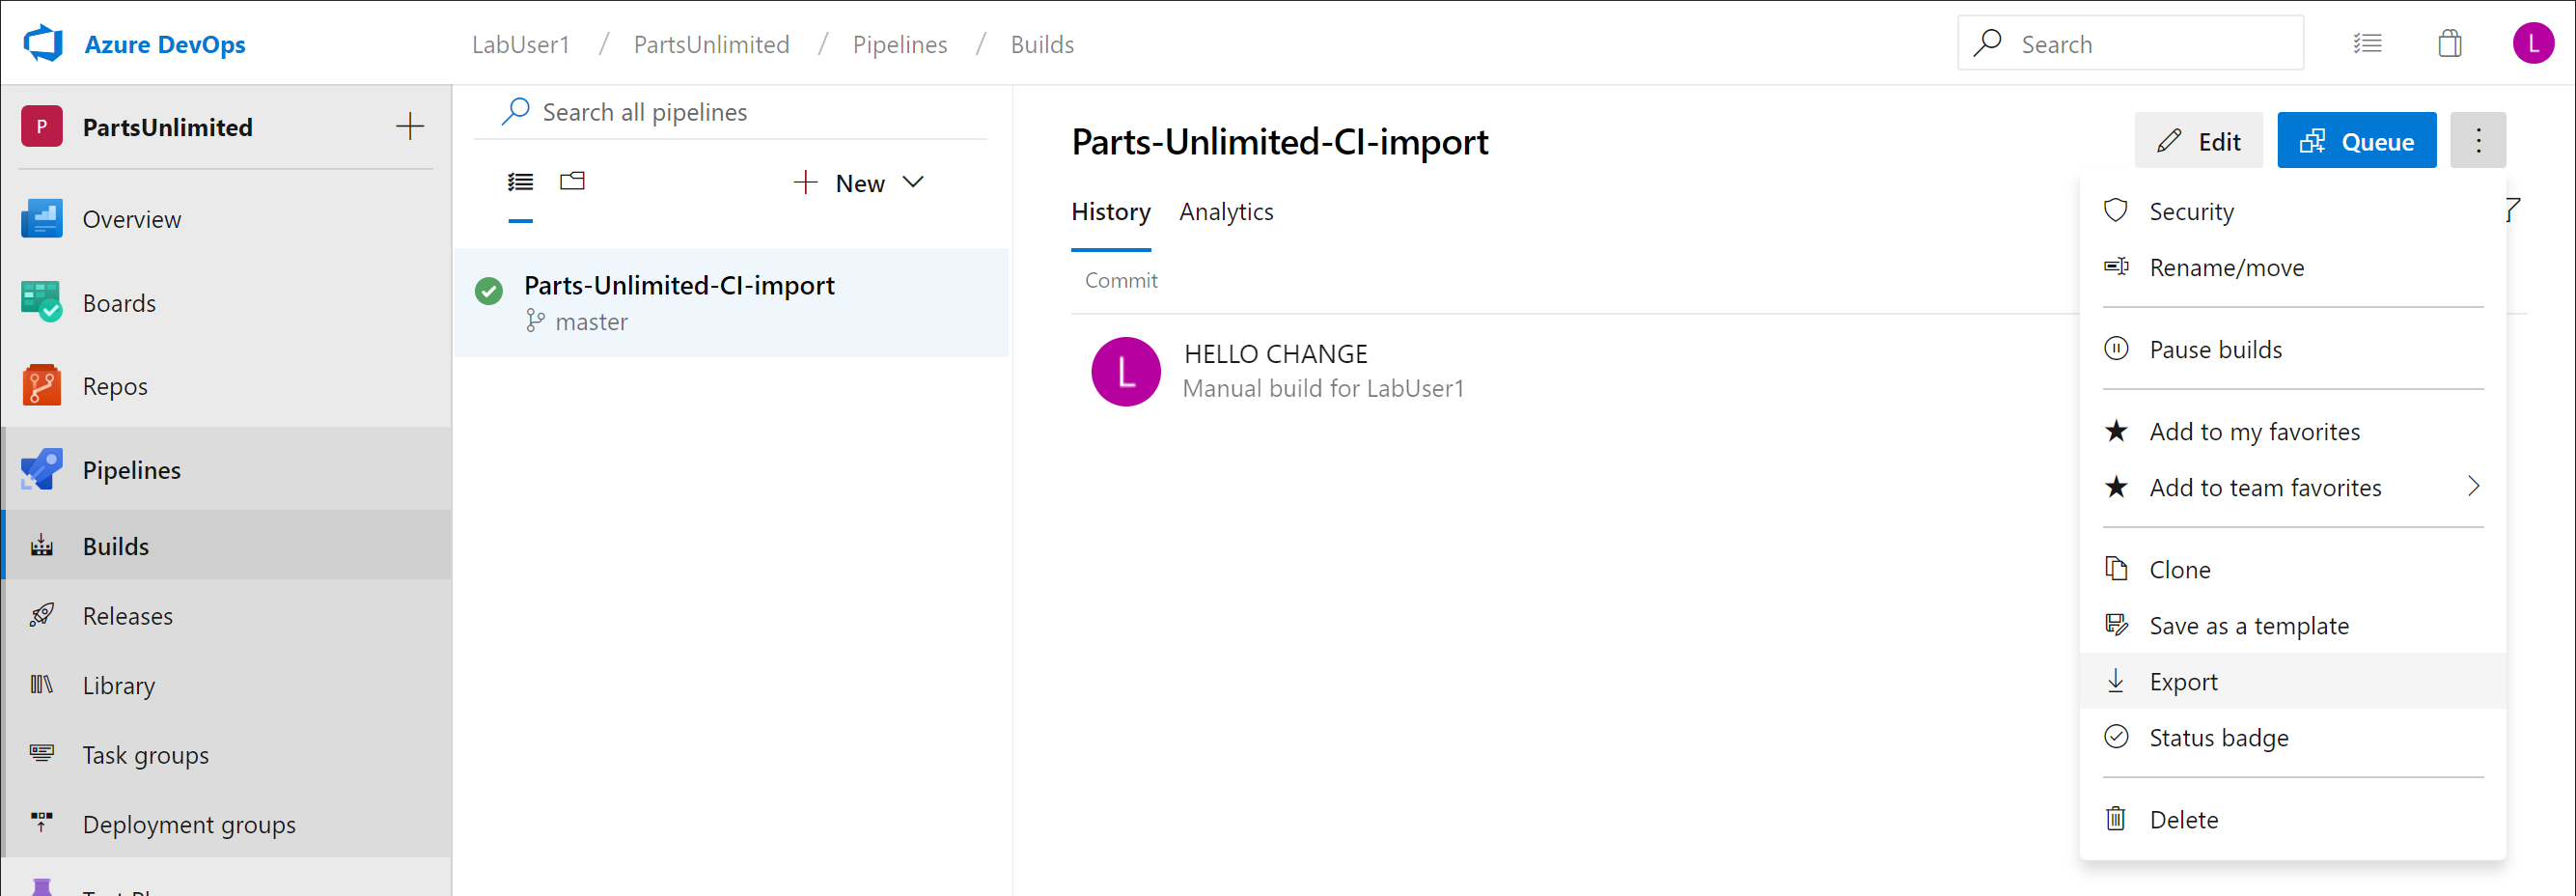 Azure DevOps
LabUser1 / PartsUnlimited / Pipelines / Builds
Search
L
P
PartsUnlimited
Overview
Boards
Repos
Pipelines
Builds
Releases
Library
Task groups
Deployment groups
Search all pipelines
New
Parts-Unlimited-CI-import
master
Parts-Unlimited-CI-import
Edit
Queue
History Analytics
Commit
L
HELLO CHANGE
Manual build for LabUser1
Security
Rename/move
Pause builds
Add to my favorites
Add to team favorites
Clone
Save as a template
Export
Status badge
Delete